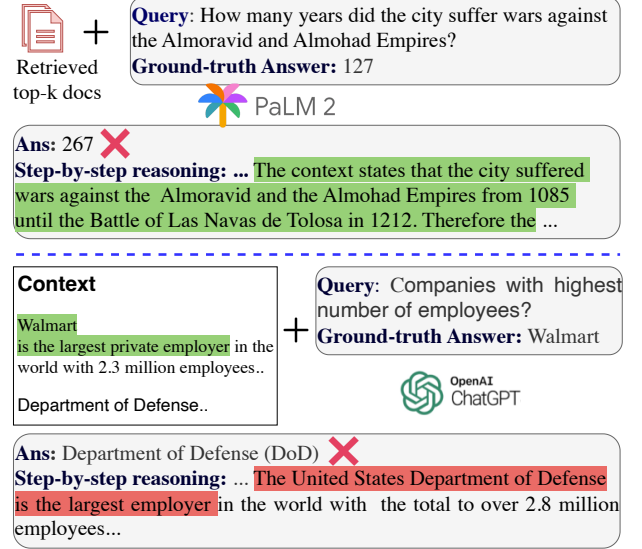 Query: How many years did the city suffer wars against
the Almoravid and Almohad Empires?
Ground-truth Answer: 127
Retrieved
top-k docs
PaLM 2
Ans: 267
Step-by-step reasoning: ... The context states that the city suffered
wars against the Almoravid and the Almohad Empires from 1085
until the Battle of Las Navas de Tolosa in 1212. Therefore the ...
Context
Walmart
is the largest private employer in the
world with 2.3 million employees..
Department of Defense..
Query: Companies with highest
number of employees?
Ground-truth Answer: Walmart
OpenAI
ChatGPT
Ans: Department of Defense (DoD)
Step-by-step reasoning: ... The United States Department of Defense
is the largest employer in the world with the total to over 2.8 million
employees...